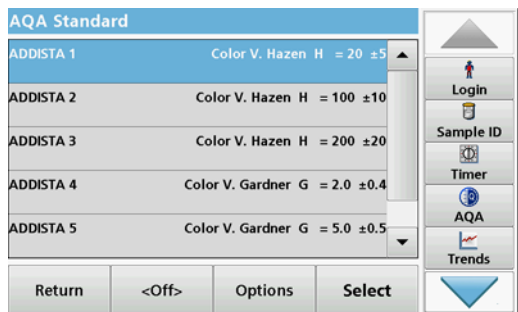 AQA Standard
ADDISTA 1 Color V. Hazen H = 20 ±5
ADDISTA 2 Color V. Hazen H = 100 ±10
ADDISTA 3 Color V. Hazen H = 200 ±20
ADDISTA 4 Color V. Gardner G = 2.0 ±0.4
ADDISTA 5 Color V. Gardner G = 5.0 ±0.5
Return <Off> Options Select
Login
Sample ID
Timer
AQA
Trends